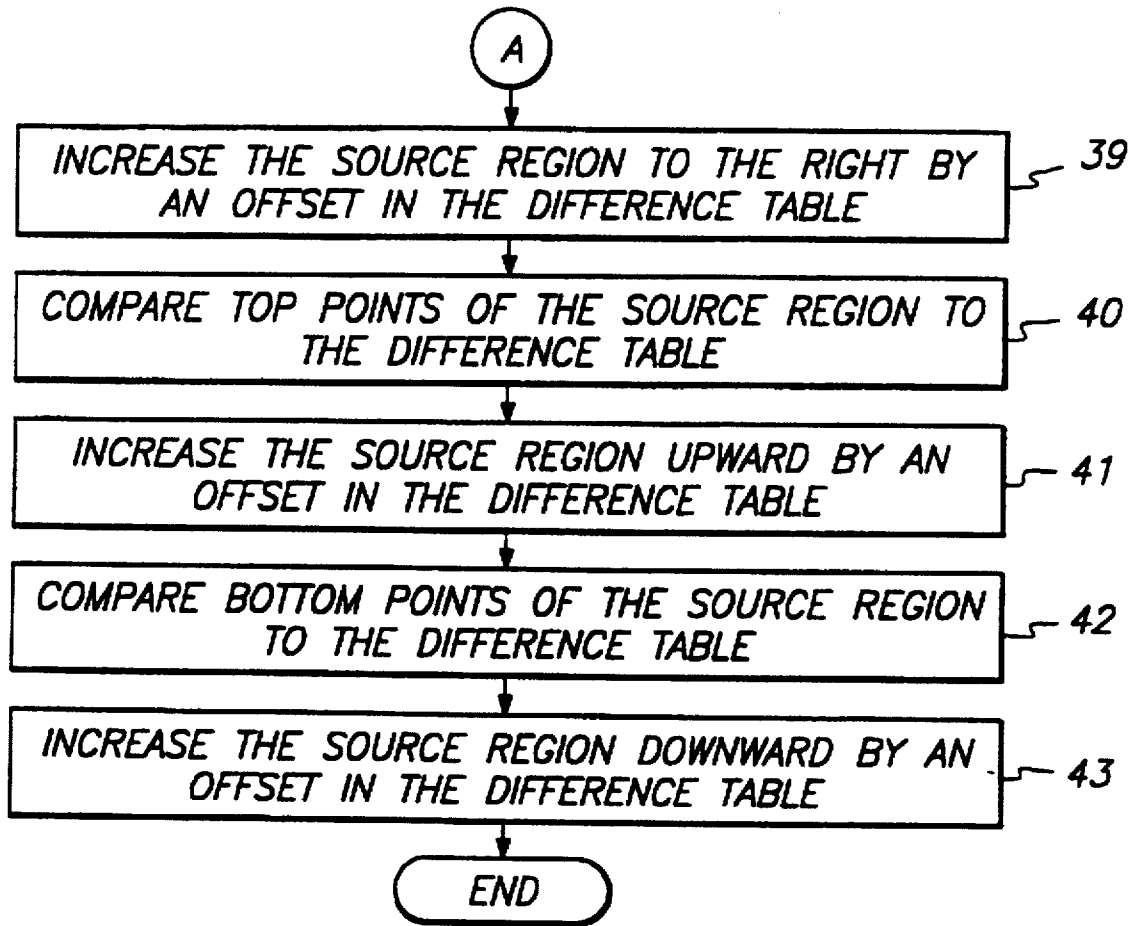 A
INCREASE THE SOURCE REGION TO THE RIGHT BY
AN OFFSET IN THE DIFFERENCE TABLE
39
COMPARE TOP POINTS OF THE SOURCE REGION TO
THE DIFFERENCE TABLE
40
INCREASE THE SOURCE REGION UPWARD BY AN
OFFSET IN THE DIFFERENCE TABLE
41
COMPARE BOTTOM POINTS OF THE SOURCE REGION
TO THE DIFFERENCE TABLE
42
INCREASE THE SOURCE REGION DOWNWARD BY AN
OFFSET IN THE DIFFERENCE TABLE
43
END